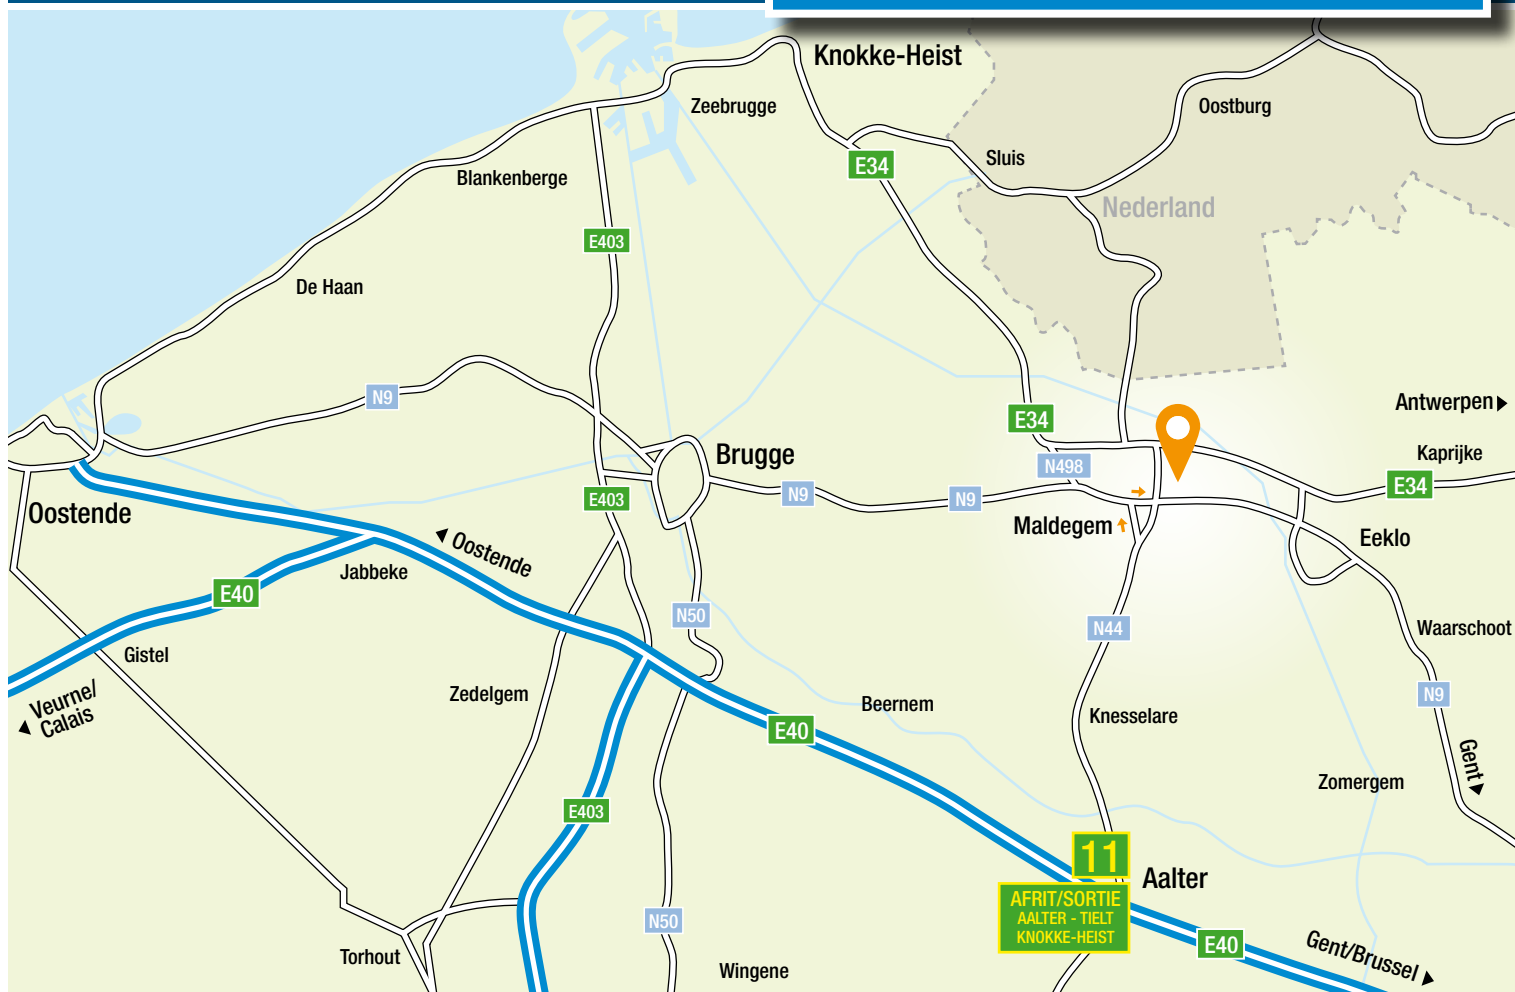 Knokke-Heist
Zeebrugge
Oostburg
Sluis
E34
Blankenberge
Nederland
E403
De Haan
N9
Antwerpen
E34
Brugge
Kaprijke
N498
E34
N9
N9
E403
Oostende
Maldegem
Eeklo
Oostende
Jabbeke
E40
N50
N44
Waarschoot
Gistel
Zedelgem
N9
Veurne/
Calais
Beernem
Knesselare
E40
Gent
Zomergem
E403
11
Aalter
AFRIT/SORTIE
AALTER - TIELT
KNOKKE-HEIST
N50
E40
Gent/Brussel
Torhout
Wingene